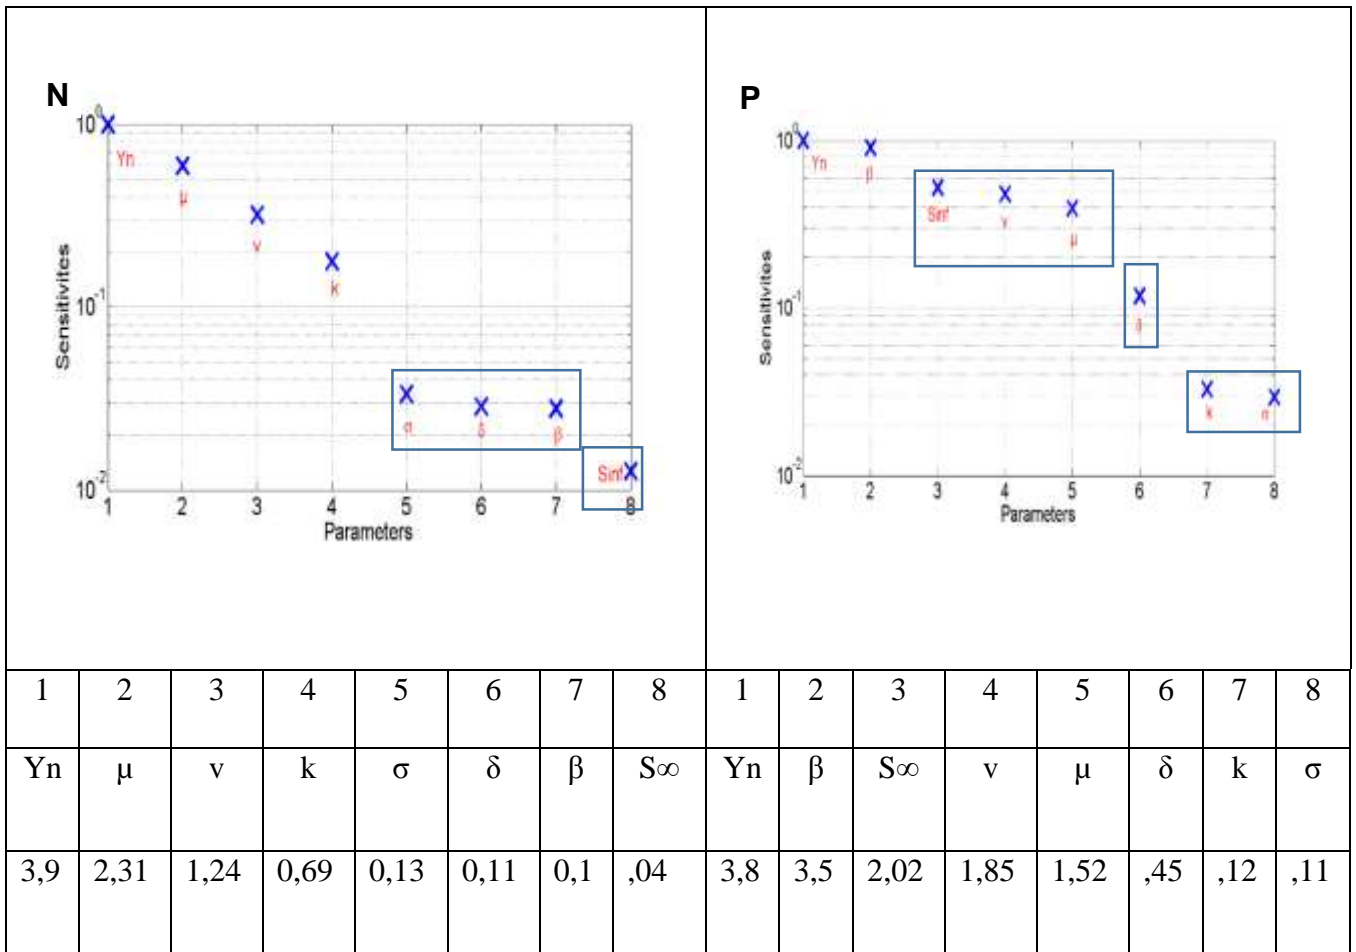 N
10^0
Yn
μ
v
k
10^-1
Sensitivites
σ δ β
Sinf
10^-2
1 2 3 4 5 6 7 8
Parameters
P
10^0
Yn
β
Sinf
v
μ
10^-1
Sensitivites
δ
k σ
10^-2
1 2 3 4 5 6 7 8
Parameters
1 2 3 4 5 6 7 8 1 2 3 4 5 6 7 8
Yn μ v k σ δ β S∞ Yn β S∞ v μ δ k σ
3,9 2,31 1,24 0,69 0,13 0,11 0,1 ,04 3,8 3,5 2,02 1,85 1,52 ,45 ,12 ,11